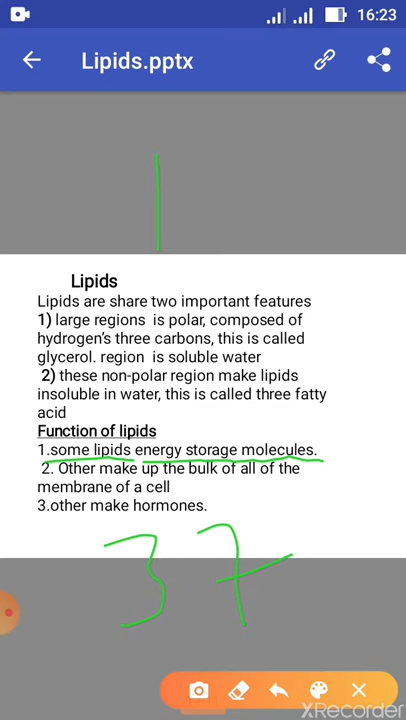 16:23
Lipids.pptx
Lipids
Lipids are share two important features
1) large regions is polar, composed of
hydrogen's three carbons, this is called
glycerol. region is soluble water
2) these non-polar region make lipids
insoluble in water, this is called three fatty
acid
Function of lipids
1.some lipids energy storage molecules.
2. Other make up the bulk of all of the
membrane of a cell
3.other make hormones.
37
XRecorder